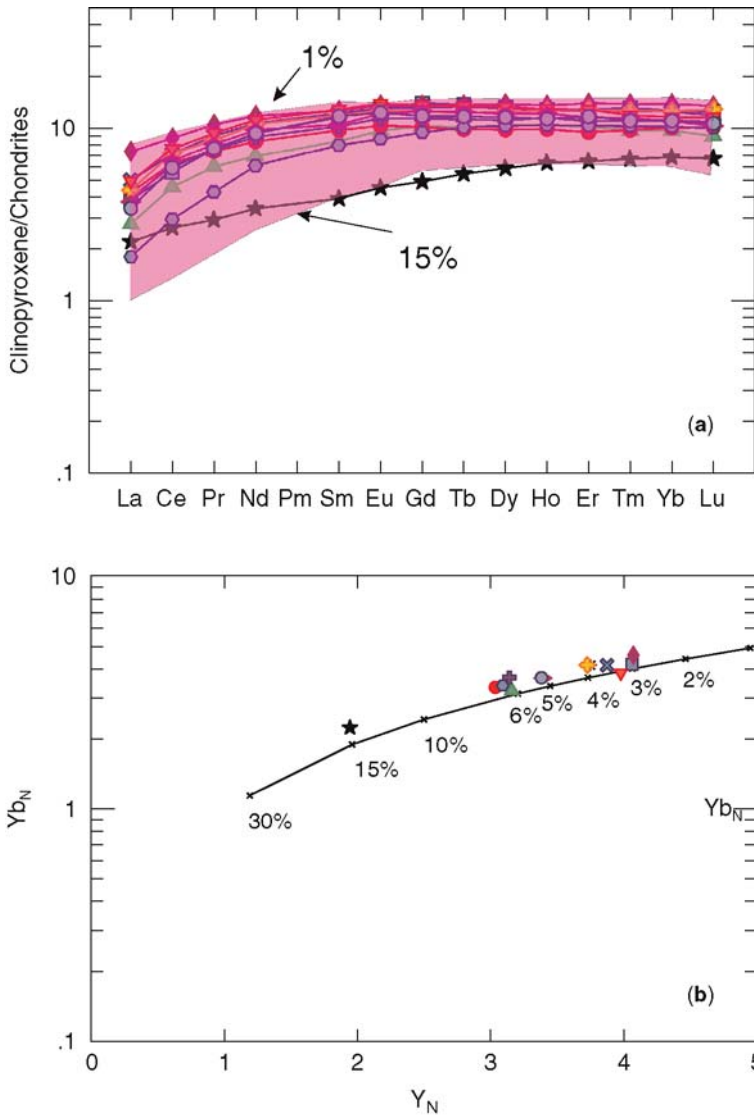 10
1%
1
15%
.1
Clinopyroxene/Chondrites
(a)
La Ce Pr Nd Pm Sm Eu Gd Tb Dy Ho Er Tm Yb Lu
10
2%
3%
4%
5%
6%
10%
15%
30%
1
Yb_N
Yb_N
(b)
.1
0 1 2 3 4 5
Y_N